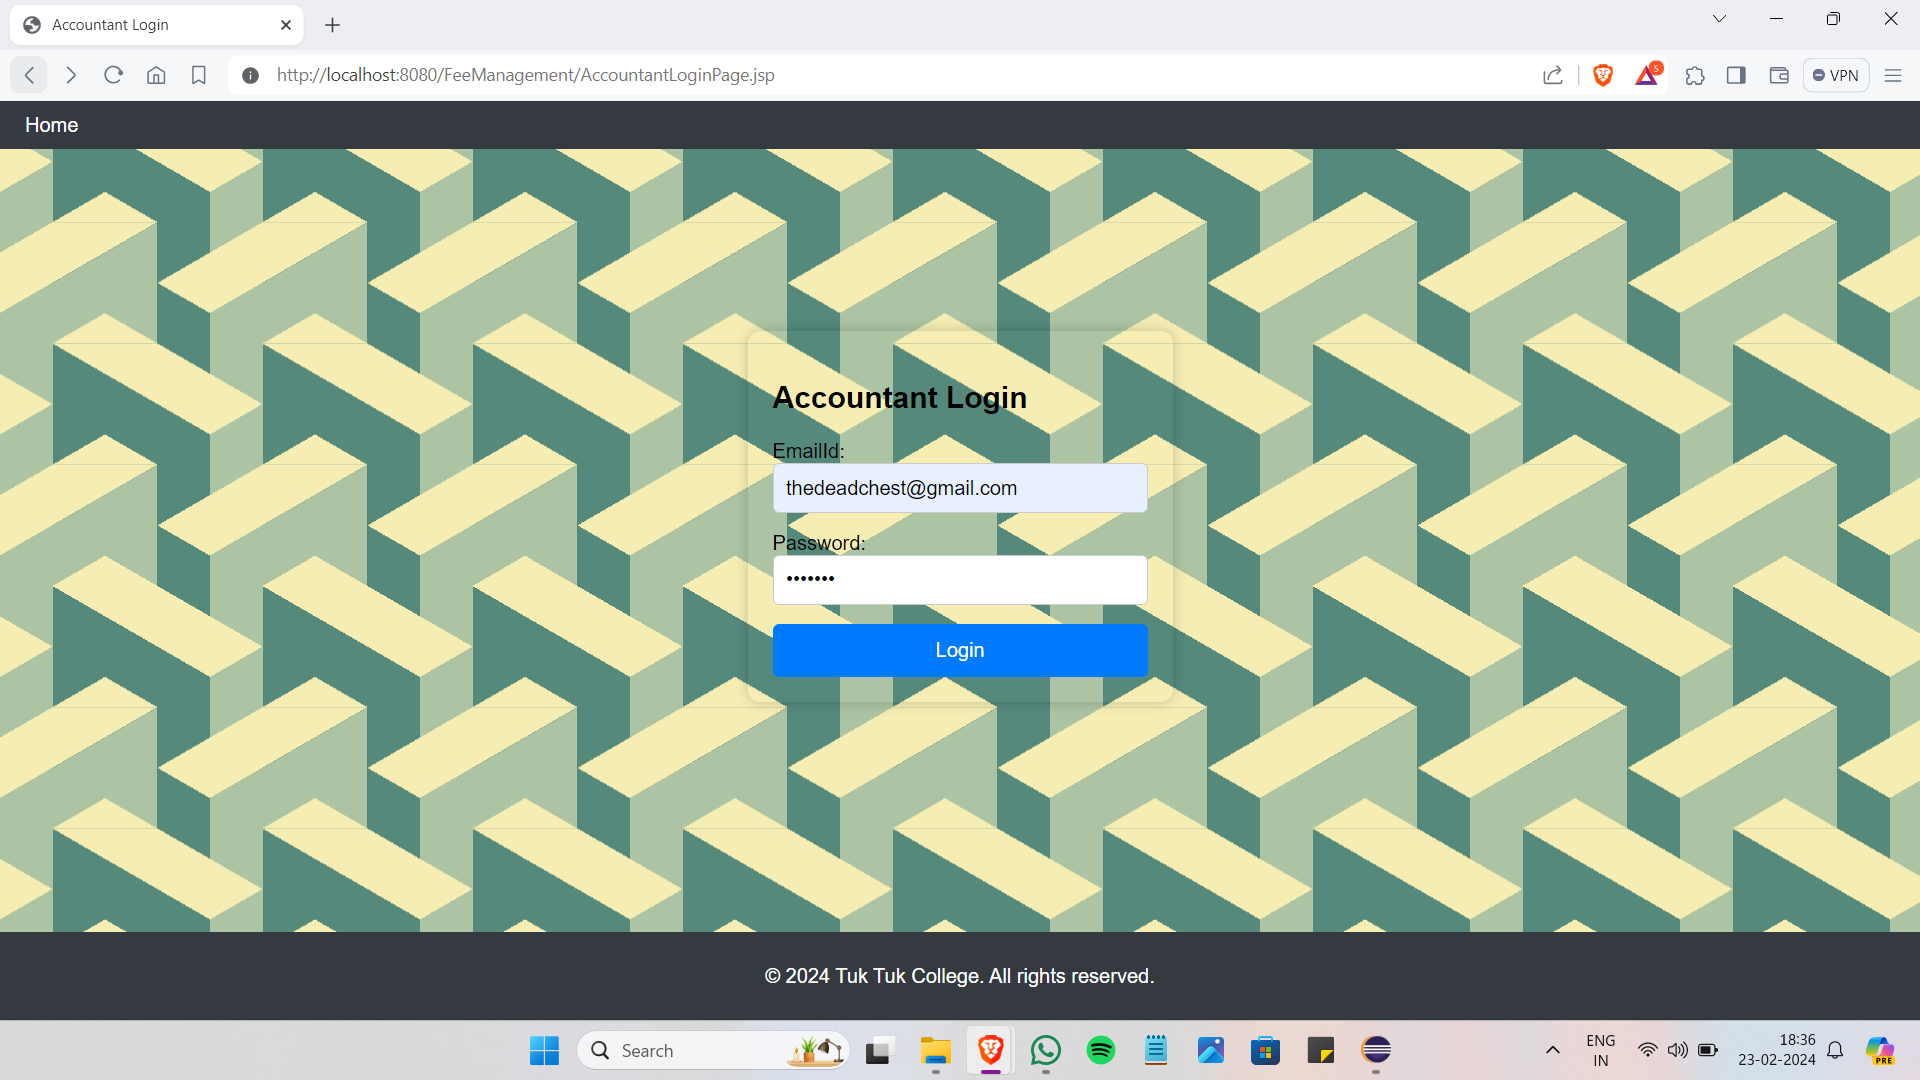 Accountant Login
http://localhost:8080/FeeManagement/AccountantLoginPage.jsp
5
VPN
Home
Accountant Login
EmailId:
thedeadchest@gmail.com
Password:
•••••••
Login
© 2024 Tuk Tuk College. All rights reserved.
Search
ENG
IN
18:36
23-02-2024
PRE